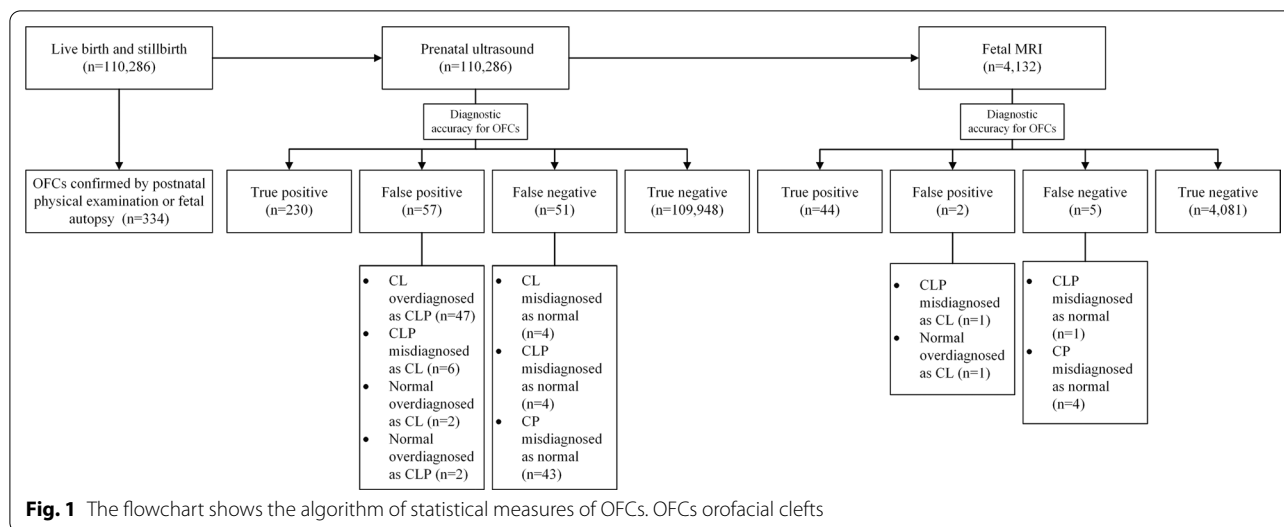 Live birth and stillbirth
(n=110,286)
Prenatal ultrasound
(n=110,286)
Fetal MRI
(n=4,132)
Diagnostic
accuracy for OFCs
Diagnostic
accuracy for OFCs
OFCs confirmed by postnatal
physical examination or fetal
autopsy (n=334)
True positive
(n=230)
False positive
(n=57)
False negative
(n=51)
True negative
(n=109,948)
True positive
(n=44)
False positive
(n=2)
False negative
(n=5)
True negative
(n=4,081)
• CL
overdiagnosed
as CLP (n=47)
• CLP
misdiagnosed
as CL (n=6)
• Normal
overdiagnosed
as CL (n=2)
• Normal
overdiagnosed
as CLP (n=2)
• CL
misdiagnosed
as normal
(n=4)
• CLP
misdiagnosed
as normal
(n=4)
• CP
misdiagnosed
as normal
(n=43)
• CLP
misdiagnosed
as CL (n=1)
• Normal
overdiagnosed
as CL (n=1)
• CLP
misdiagnosed
as normal
(n=1)
• CP
misdiagnosed
as normal
(n=4)
Fig. 1 The flowchart shows the algorithm of statistical measures of OFCs. OFCs orofacial clefts